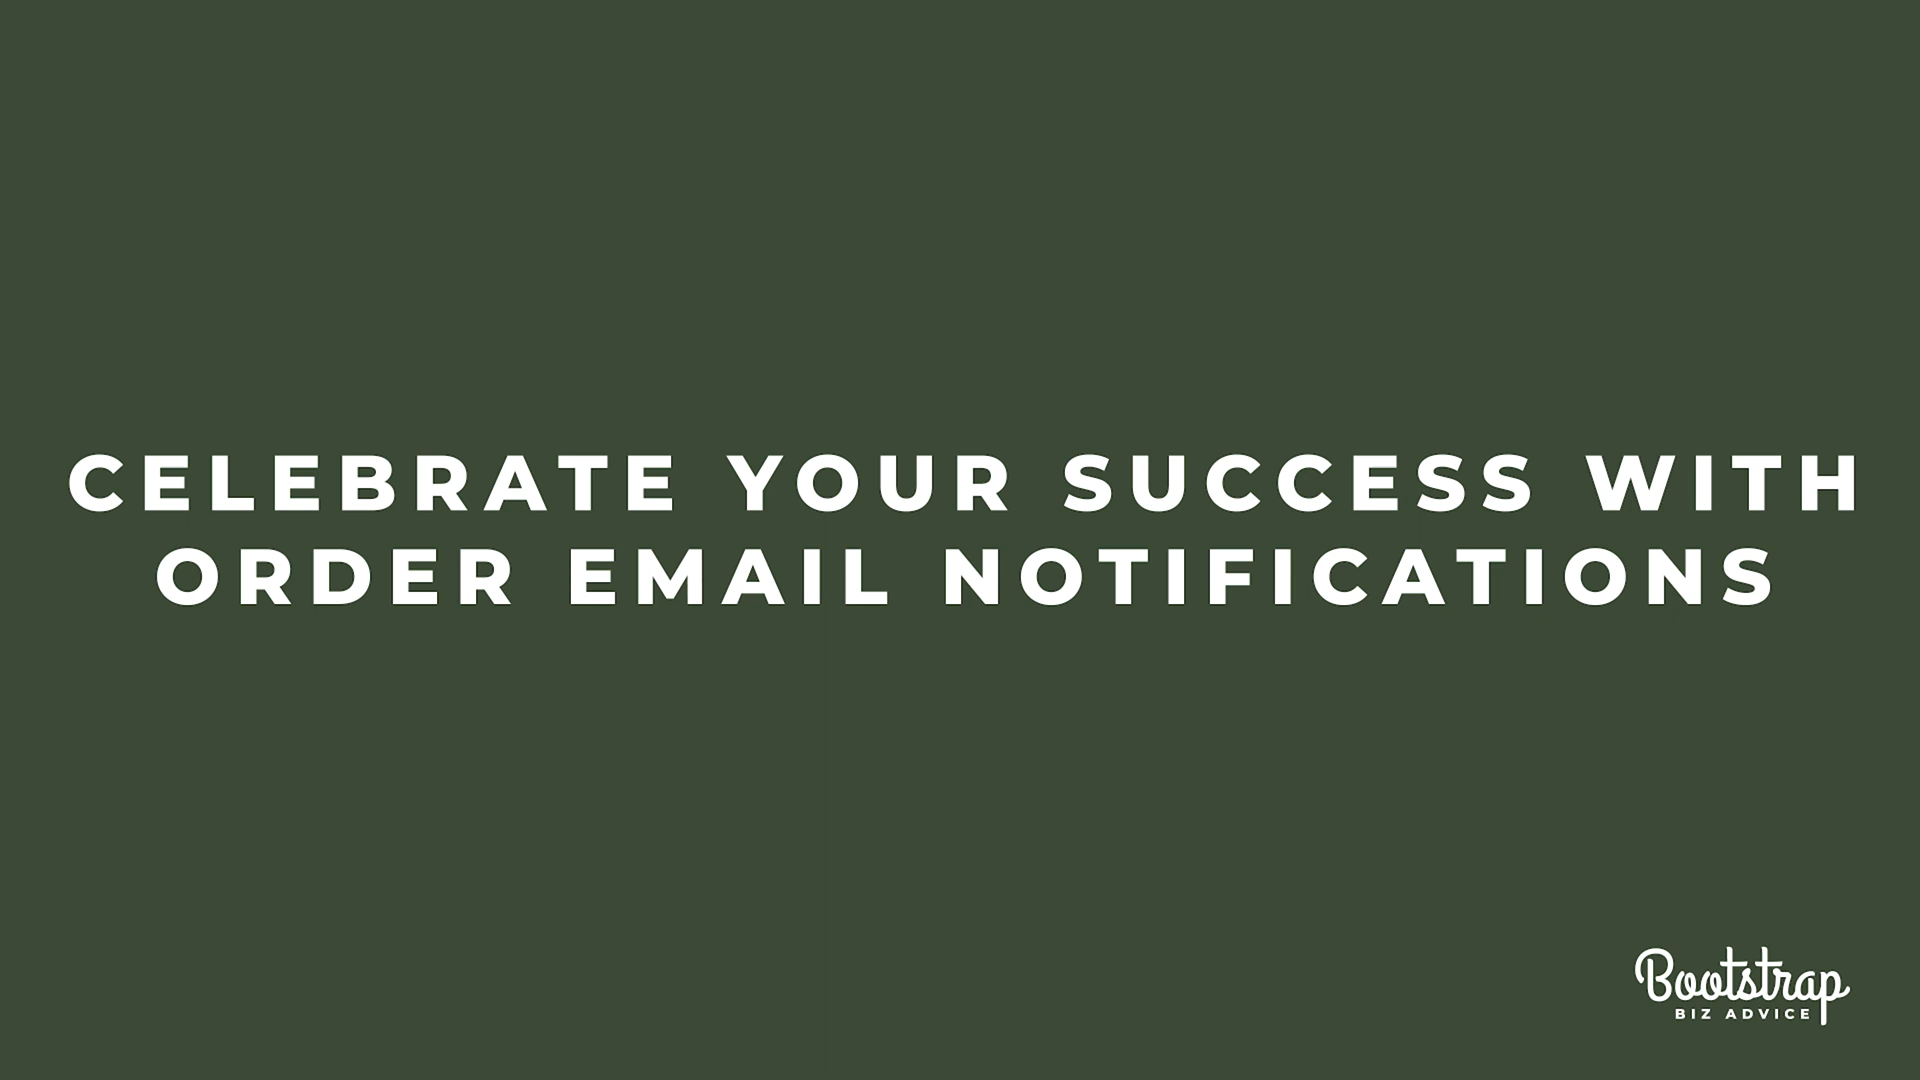 CELEBRATE YOUR SUCCESS WITH
ORDER EMAIL NOTIFICATIONS
Bootstrap
BIZ ADVICE